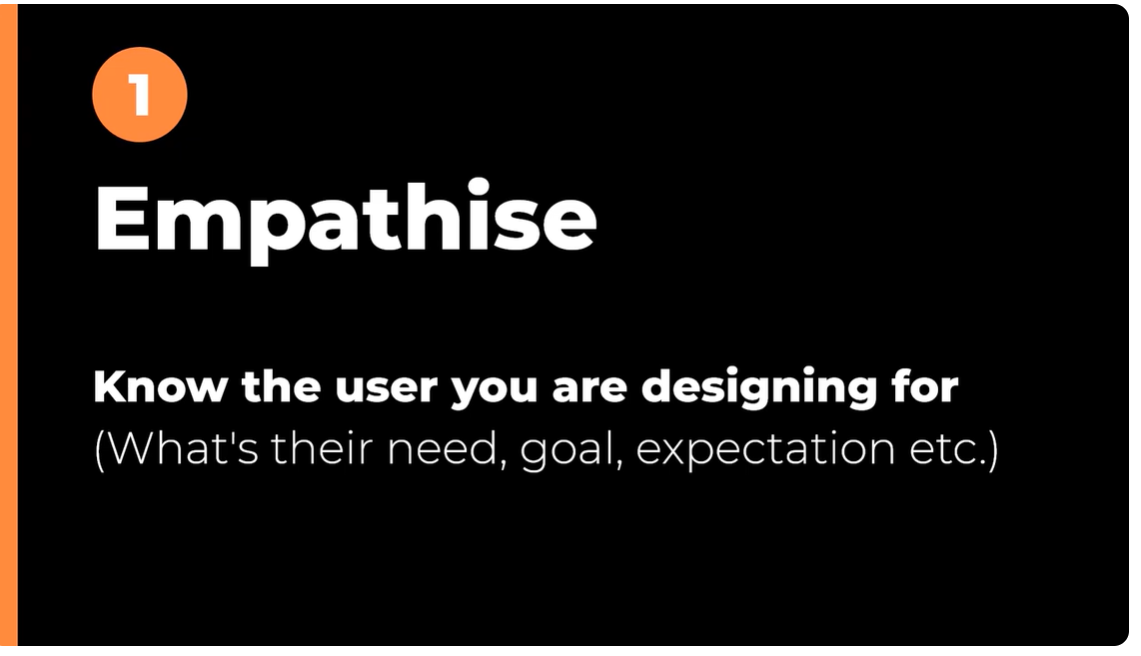 1
Empathise
Know the user you are designing for
(What's their need, goal, expectation etc.)